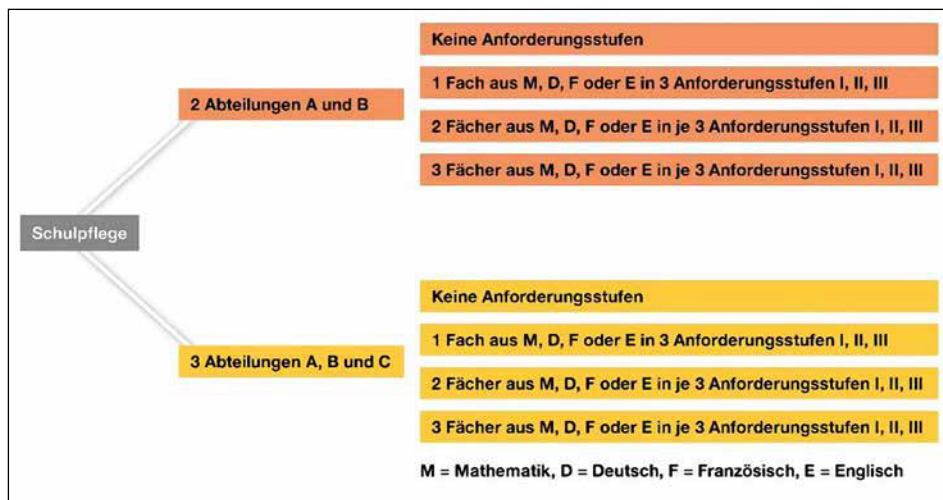 Keine Anforderungsstufen
1 Fach aus M, D, F oder E in 3 Anforderungsstufen I, II, III
2 Abteilungen A und B
2 Fächer aus M, D, F oder E in je 3 Anforderungsstufen I, II, III
3 Fächer aus M, D, F oder E in je 3 Anforderungsstufen I, II, III
Schulpflege
Keine Anforderungsstufen
1 Fach aus M, D, F oder E in 3 Anforderungsstufen I, II, III
3 Abteilungen A, B und C
2 Fächer aus M, D, F oder E in je 3 Anforderungsstufen I, II, III
3 Fächer aus M, D, F oder E in je 3 Anforderungsstufen I, II, III
M = Mathematik, D = Deutsch, F = Französisch, E = Englisch